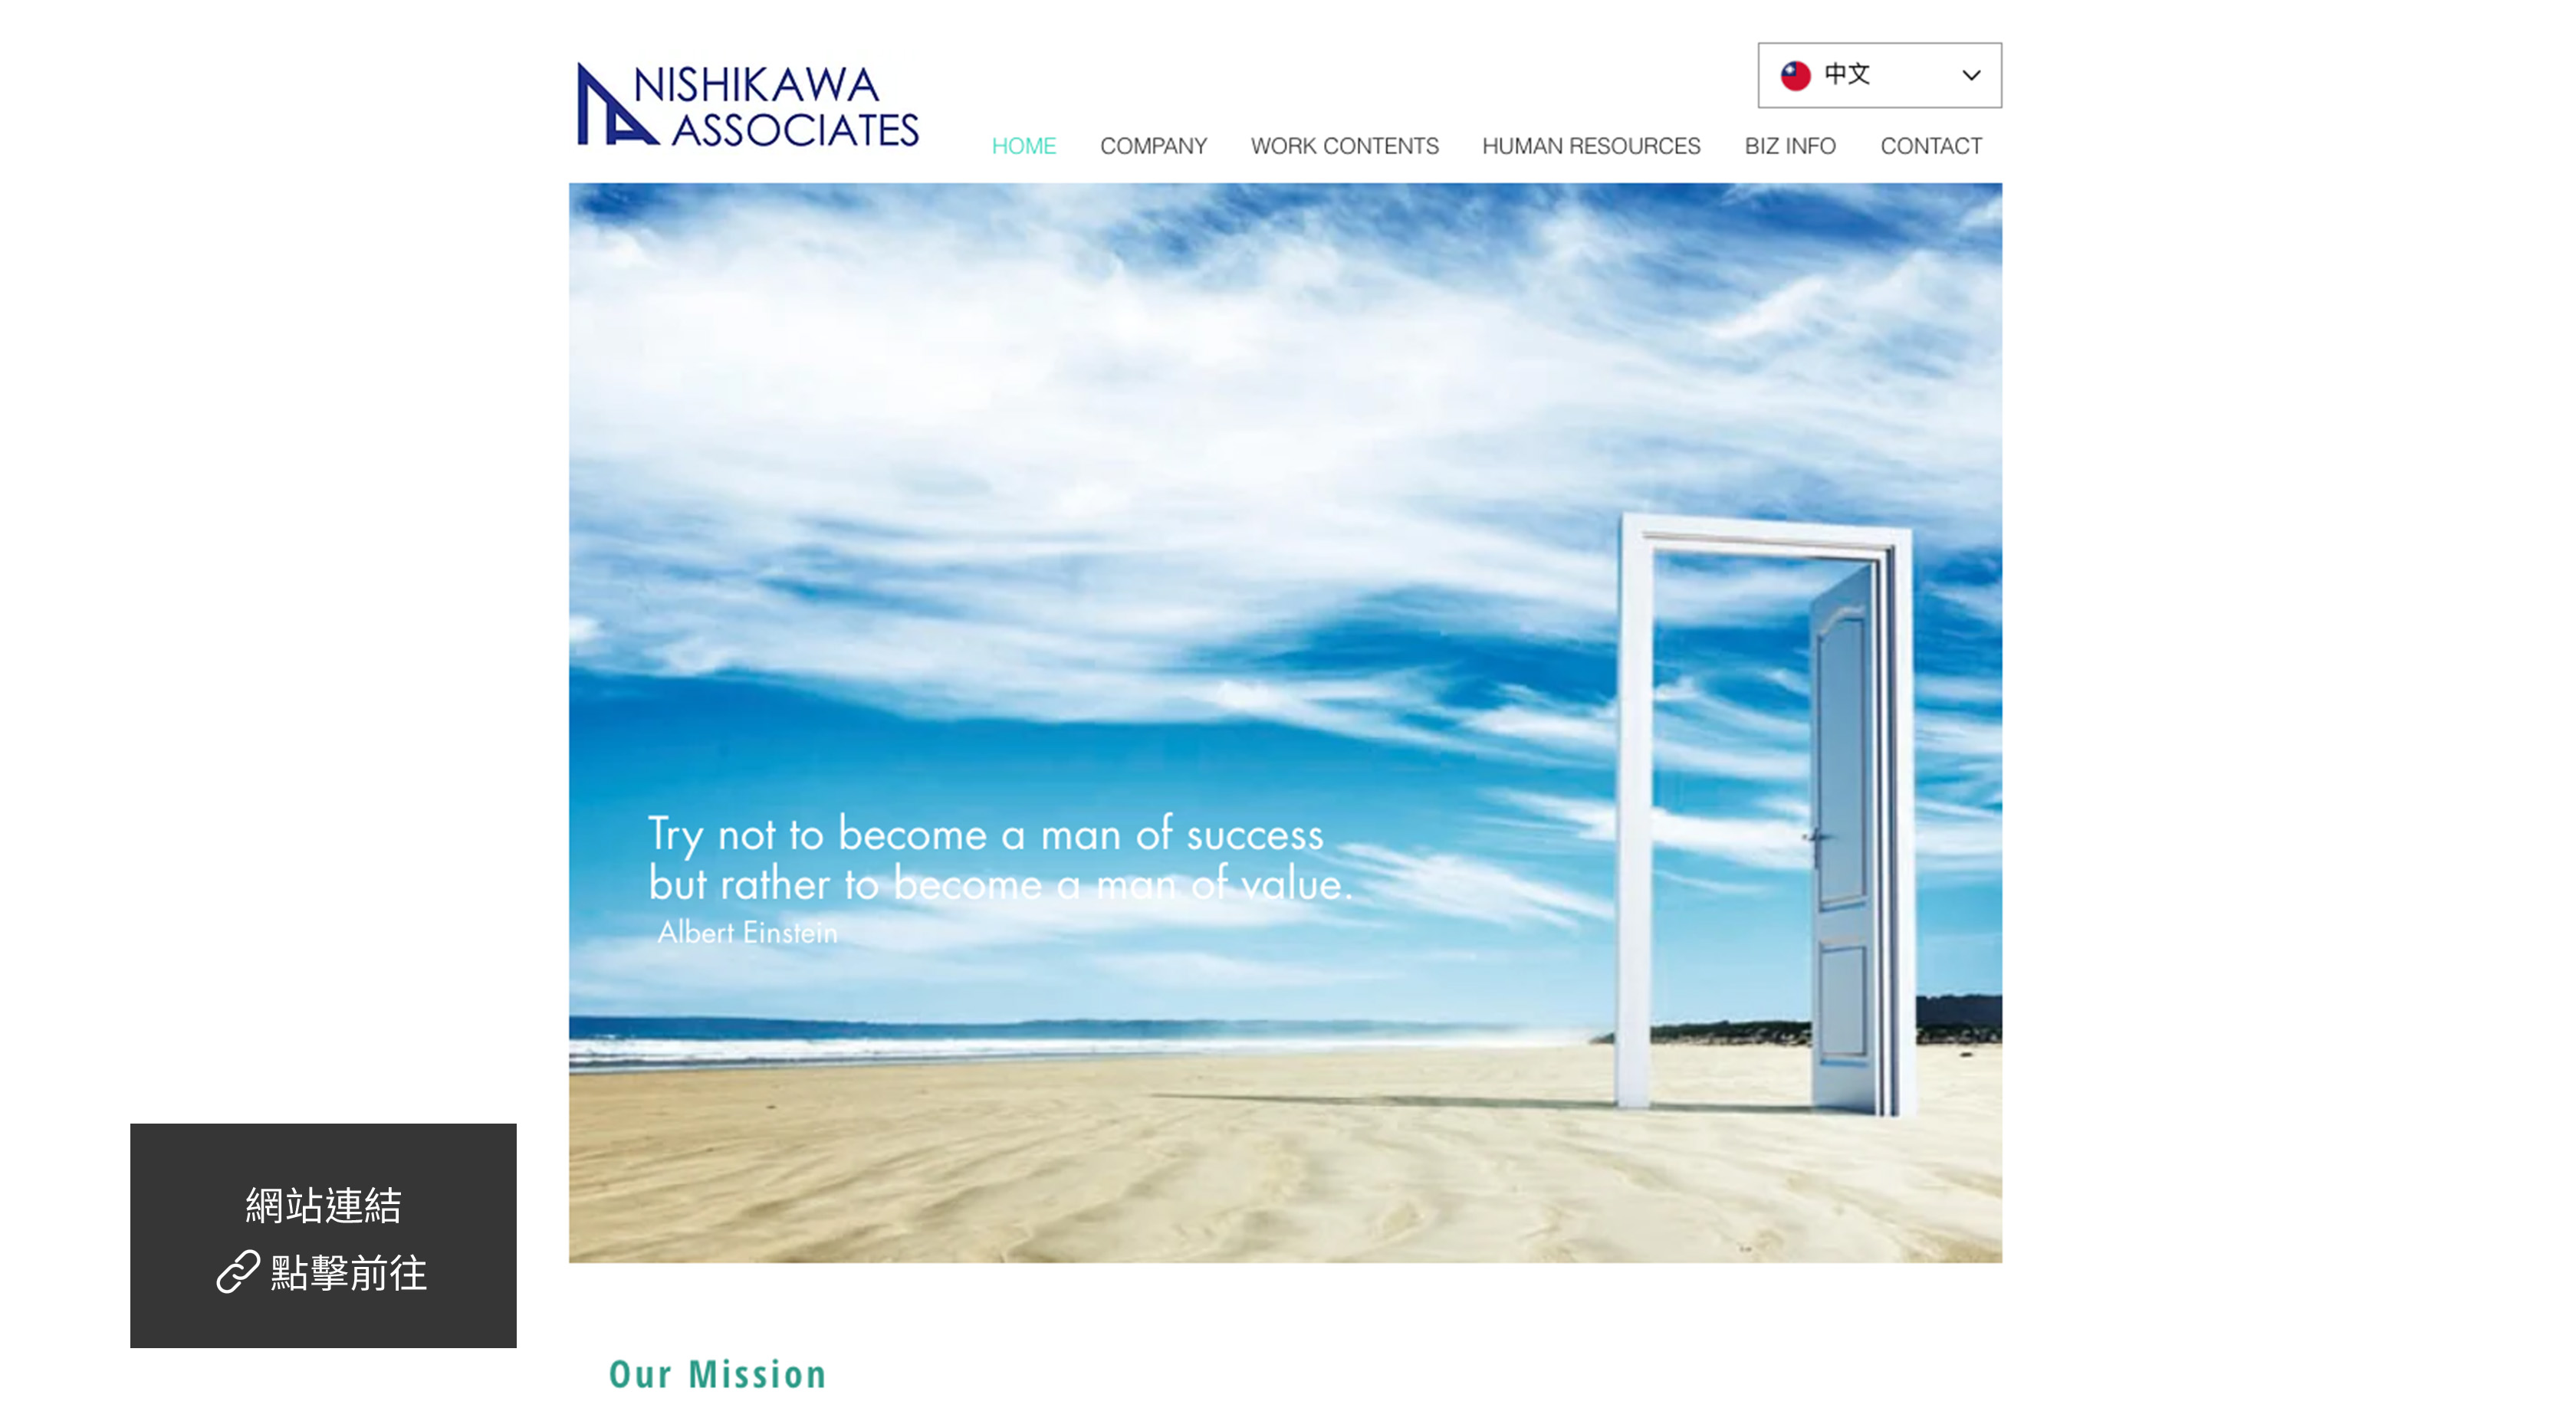 NISHIKAWA
ASSOCIATES
中文
HOME COMPANY WORK CONTENTS HUMAN RESOURCES BIZ INFO CONTACT
Try not to become a man of success
but rather to become a man of value.
Albert Einstein
網站連結
點擊前往
Our Mission